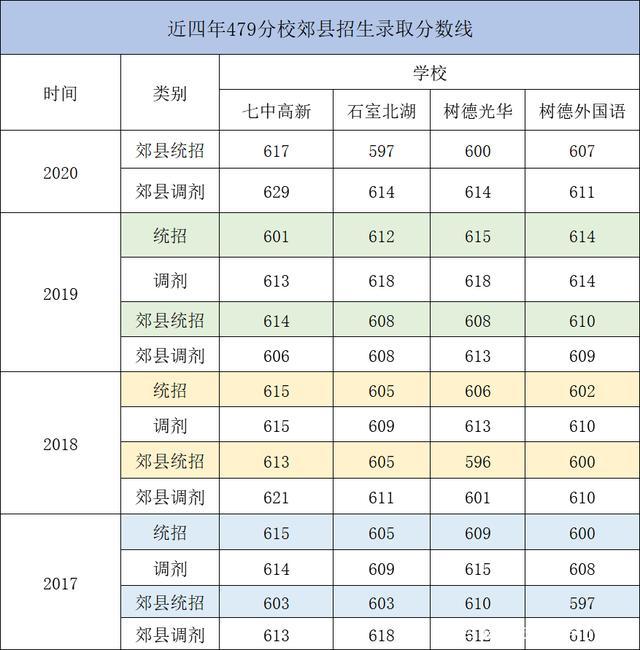 近四年479分校郊县招生录取分数线
时间 类别 学校
七中高新 石室北湖 树德光华 树德外国语
2020 郊县统招 617 597 600 607
郊县调剂 629 614 614 611
2019 统招 601 612 615 614
调剂 613 618 618 614
郊县统招 614 608 608 610
郊县调剂 606 608 613 609
2018 统招 615 605 606 602
调剂 615 609 613 610
郊县统招 613 605 596 600
郊县调剂 621 611 601 610
2017 统招 615 605 609 600
调剂 614 609 615 608
郊县统招 603 603 610 597
郊县调剂 613 618 612 610